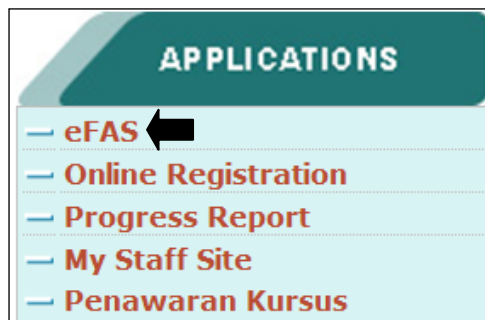 APPLICATIONS
eFAS
Online Registration
Progress Report
My Staff Site
Penawaran Kursus